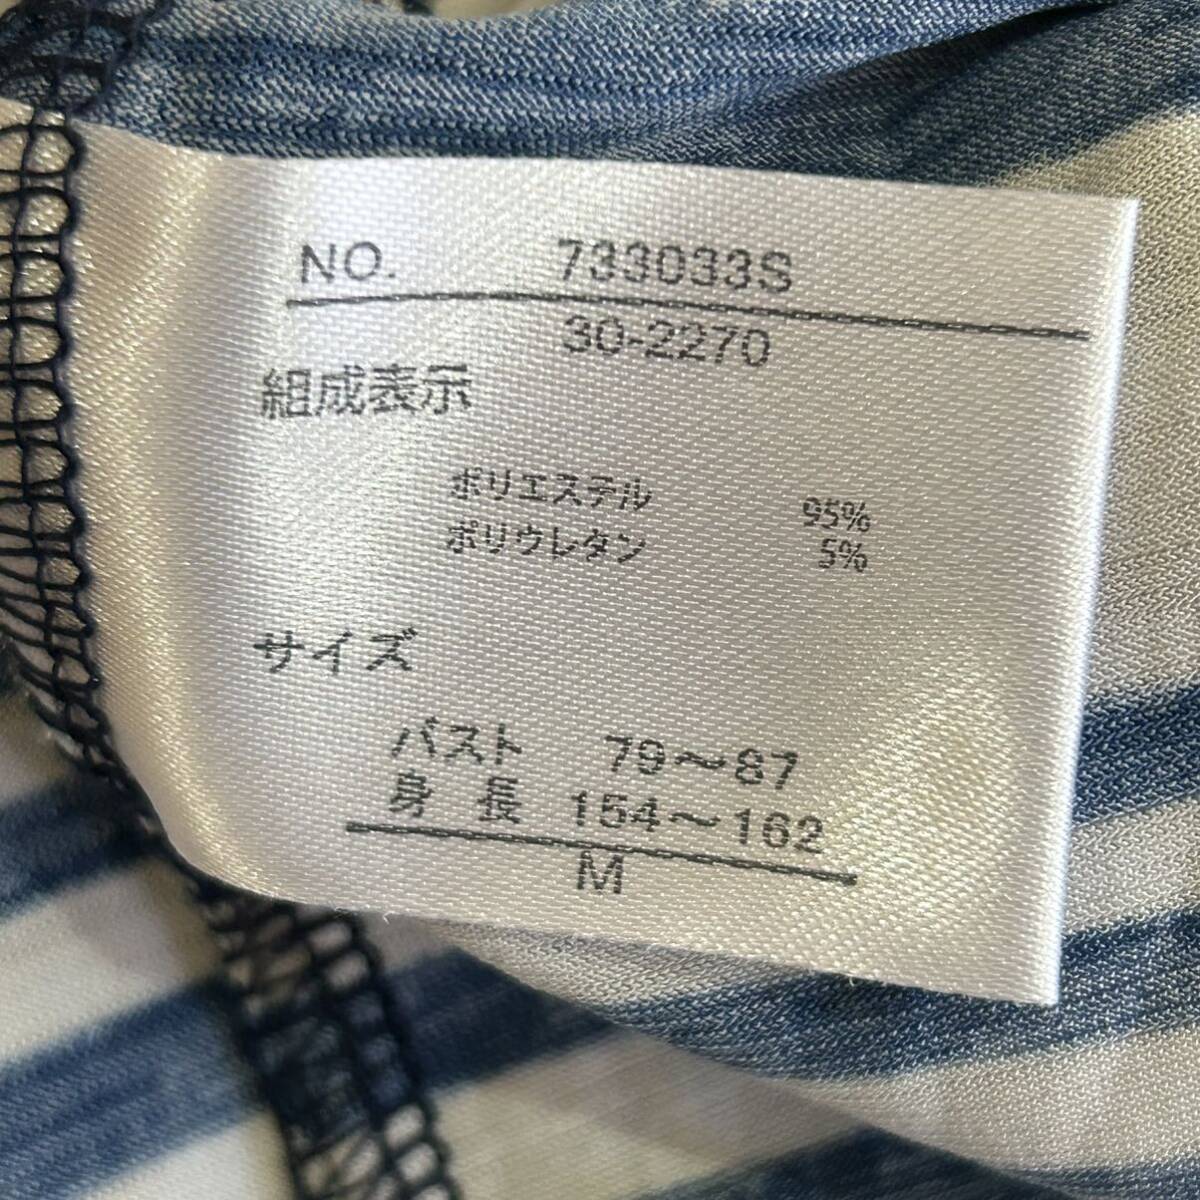 NO. 733033S
30-2270
組成表示
ポリエステル 95%
ポリウレタン 5%
サイズ
バスト 79～87
身 長 154～162
M